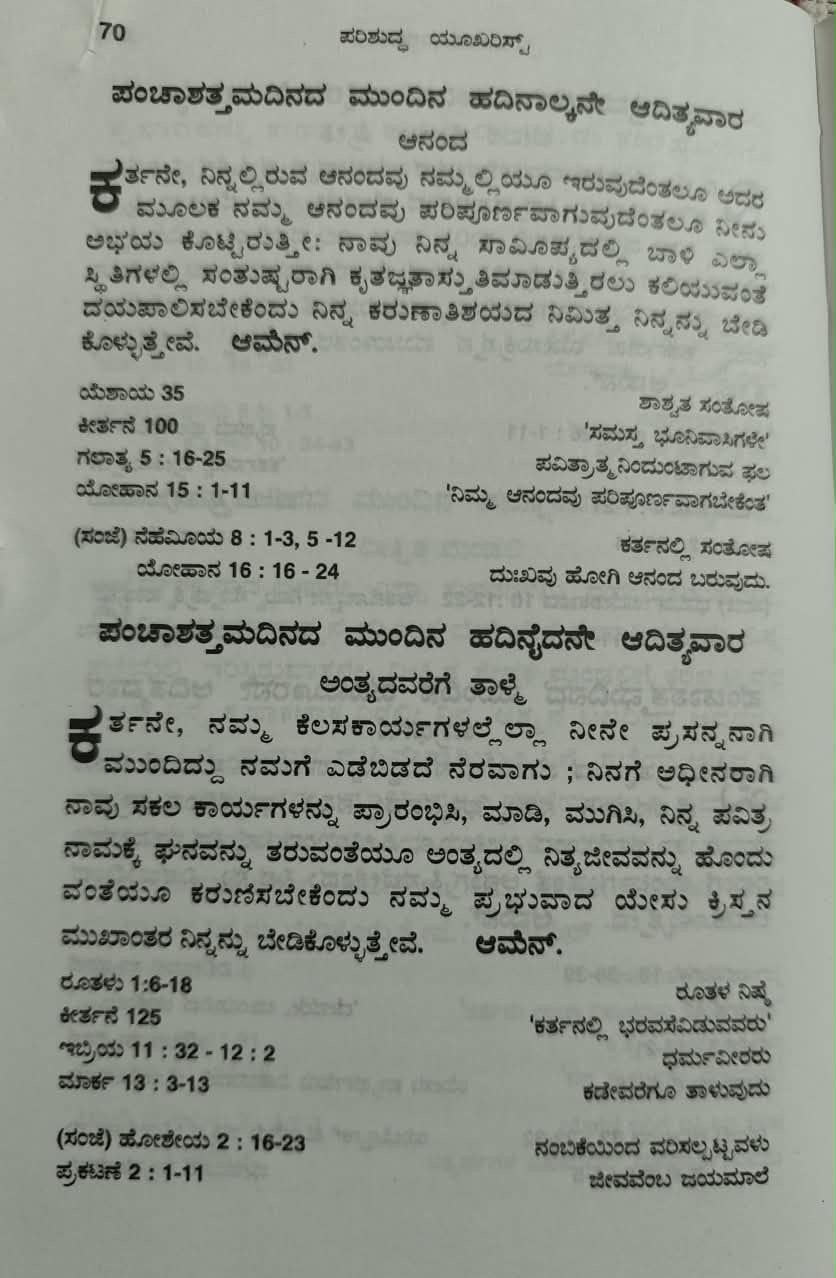 70 ಪರಿಶುದ್ಧ ಯೂಖರಿಸ್ಟ್
ಪಂಚಾಶತ್ತಮದಿನದ ಮುಂದಿನ ಹದಿನಾಲ್ಕನೇ ಆದಿತ್ಯವಾರ
ಆನಂದ
ಕರ್ತನೇ, ನಿನ್ನಲ್ಲಿರುವ ಆನಂದವು ನಮ್ಮಲ್ಲಿಯೂ ಇರುವುದೆಂತಲೂ ಅದರ
ಮೂಲಕ ನಮ್ಮ ಆನಂದವು ಪರಿಪೂರ್ಣವಾಗುವುದೆಂತಲೂ ನೀನು
ಅಭಯ ಕೊಟ್ಟಿರುತ್ತೀ: ನಾವು ನಿನ್ನ ಸಾಮೀಪ್ಯದಲ್ಲಿ ಬಾಳಿ ಎಲ್ಲಾ
ಸ್ಥಿತಿಗಳಲ್ಲಿ ಸಂತುಷ್ಟರಾಗಿ ಕೃತಜ್ಞತಾಸ್ತುತಿಮಾಡುತ್ತಿರಲು ಕಲಿಯುವಂತೆ
ದಯಪಾಲಿಸಬೇಕೆಂದು ನಿನ್ನ ಕರುಣಾತಿಶಯದ ನಿಮಿತ್ತ ನಿನ್ನನ್ನು ಬೇಡಿ
ಕೊಳ್ಳುತ್ತೇವೆ. ಆಮೆನ್.
ಯೆಶಾಯ 35 ಶಾಶ್ವತ ಸಂತೋಷ
ಕೀರ್ತನೆ 100 'ಸಮಸ್ತ ಭೂನಿವಾಸಿಗಳೇ'
ಗಲಾತ್ಯ 5 : 16-25 ಪವಿತ್ರಾತ್ಮನಿಂದುಂಟಾಗುವ ಫಲ
ಯೋಹಾನ 15 : 1-11 'ನಿಮ್ಮ ಆನಂದವು ಪರಿಪೂರ್ಣವಾಗಬೇಕೆಂತ'
(ಸಂಜೆ) ನೆಹೆಮೀಯ 8 : 1-3, 5 -12 ಕರ್ತನಲ್ಲಿ ಸಂತೋಷ
ಯೋಹಾನ 16 : 16 - 24 ದುಃಖವು ಹೋಗಿ ಆನಂದ ಬರುವುದು.
ಪಂಚಾಶತ್ತಮದಿನದ ಮುಂದಿನ ಹದಿನೈದನೇ ಆದಿತ್ಯವಾರ
ಅಂತ್ಯದವರೆಗೆ ತಾಳ್ಮೆ
ಕರ್ತನೇ, ನಮ್ಮ ಕೆಲಸಕಾರ್ಯಗಳಲ್ಲೆಲ್ಲಾ ನೀನೇ ಪ್ರಸನ್ನನಾಗಿ
ಮುಂದಿದ್ದು ನಮಗೆ ಎಡೆಬಿಡದೆ ನೆರವಾಗು ; ನಿನಗೆ ಅಧೀನರಾಗಿ
ನಾವು ಸಕಲ ಕಾರ್ಯಗಳನ್ನು ಪ್ರಾರಂಭಿಸಿ, ಮಾಡಿ, ಮುಗಿಸಿ, ನಿನ್ನ ಪವಿತ್ರ
ನಾಮಕ್ಕೆ ಘನವನ್ನು ತರುವಂತೆಯೂ ಅಂತ್ಯದಲ್ಲಿ ನಿತ್ಯಜೀವವನ್ನು ಹೊಂದು
ವಂತೆಯೂ ಕರುಣಿಸಬೇಕೆಂದು ನಮ್ಮ ಪ್ರಭುವಾದ ಯೇಸು ಕ್ರಿಸ್ತನ
ಮುಖಾಂತರ ನಿನ್ನನ್ನು ಬೇಡಿಕೊಳ್ಳುತ್ತೇವೆ. ಆಮೆನ್.
ರೂತಳು 1:6-18 ರೂತಳ ನಿಷ್ಠೆ
ಕೀರ್ತನೆ 125 'ಕರ್ತನಲ್ಲಿ ಭರವಸೆವಿಡುವವರು'
ಇಬ್ರಿಯ 11 : 32 - 12 : 2 ಧರ್ಮವೀರರು
ಮಾರ್ಕ 13 : 3-13 ಕಡೇವರೆಗೂ ತಾಳುವುದು
(ಸಂಜೆ) ಹೋಶೇಯ 2 : 16-23 ನಂಬಿಕೆಯಿಂದ ವರಿಸಲ್ಪಟ್ಟವಳು
ಪ್ರಕಟಣೆ 2 : 1-11 ಜೀವವೆಂಬ ಜಯಮಾಲೆ